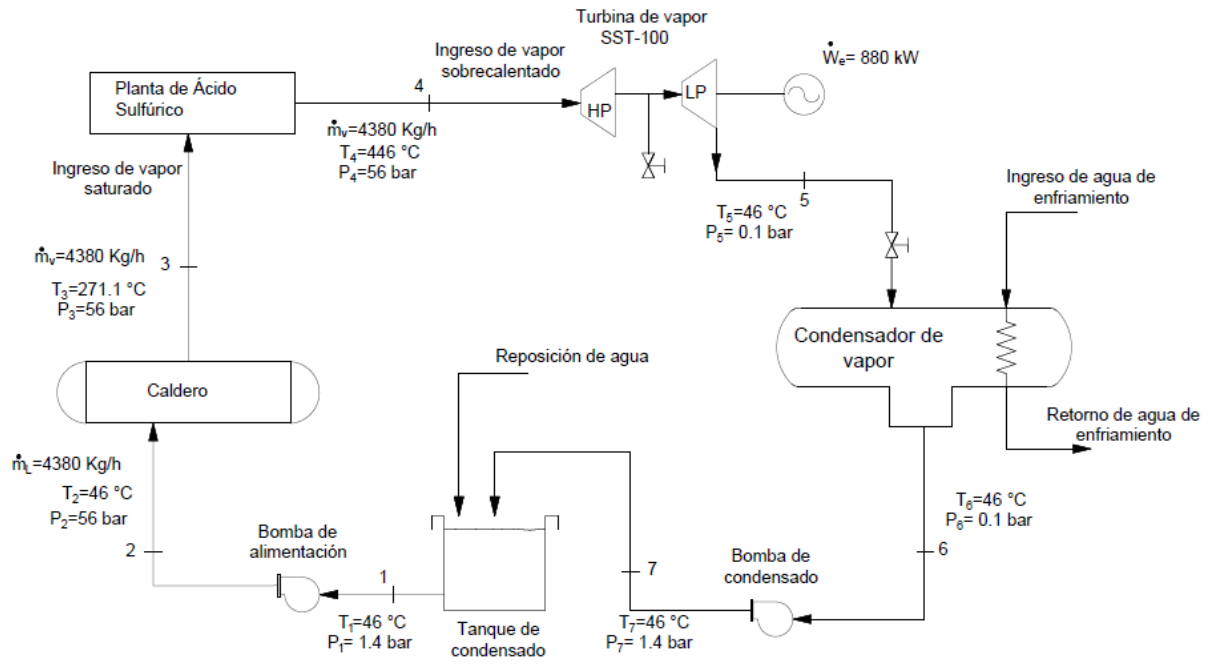 Turbina de vapor
SST-100
Ẇe= 880 kW
Ingreso de vapor
sobrecalentado
Planta de Ácido
Sulfúrico
4
HP
LP
ṁv=4380 Kg/h
T4=446 °C
P4=56 bar
Ingreso de vapor
saturado
5
T5=46 °C
P5= 0.1 bar
Ingreso de agua de
enfriamiento
ṁv=4380 Kg/h
3
T3=271.1 °C
P3=56 bar
Condensador de
vapor
Reposición de agua
Caldero
Retorno de agua de
enfriamiento
ṁL=4380 Kg/h
T2=46 °C
P2=56 bar
T6=46 °C
P6= 0.1 bar
Bomba de
alimentación
2
6
Bomba de
condensado
7
1
T1=46 °C
P1= 1.4 bar
Tanque de
condensado
T7=46 °C
P7= 1.4 bar